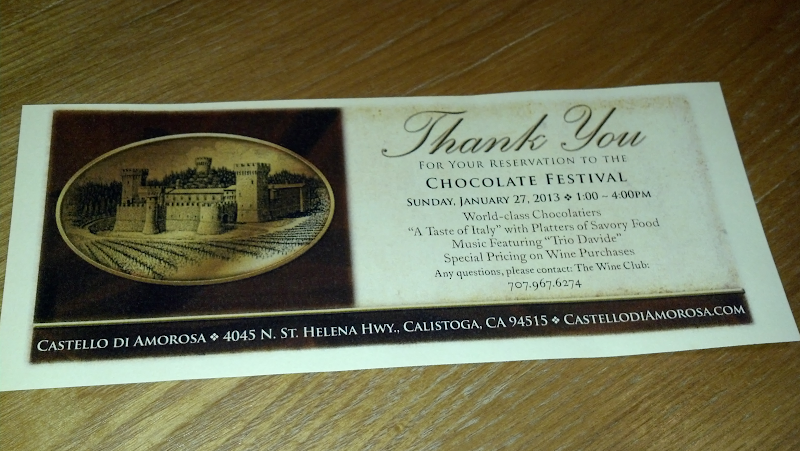 Thank You
FOR YOUR RESERVATION TO THE
CHOCOLATE FESTIVAL
SUNDAY, JANUARY 27, 2013 ❖ 1:00 – 4:00PM
World-class Chocolatiers
"A Taste of Italy" with Platters of Savory Food
Music Featuring "Trio Davide"
Special Pricing on Wine Purchases
Any questions, please contact: The Wine Club:
707.967.6274
CASTELLO DI AMOROSA ❖ 4045 N. ST. HELENA HWY., CALISTOGA, CA 94515 ❖ CASTELLODIAMOROSA.COM